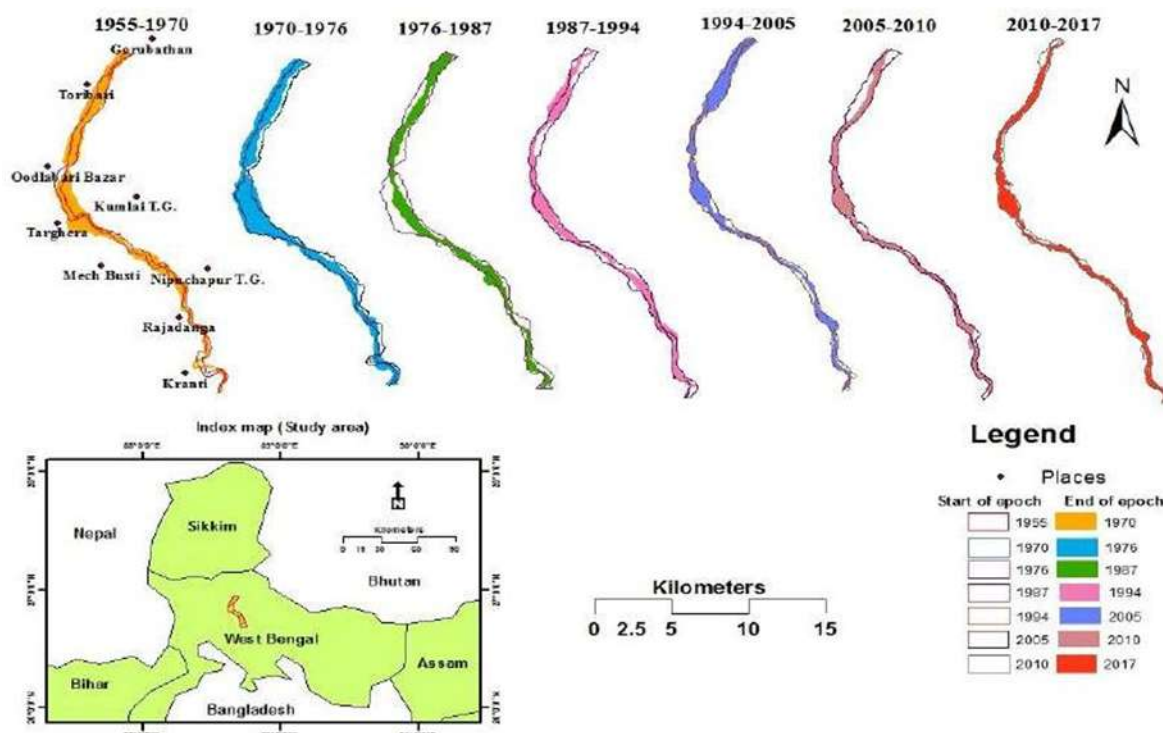 1955-1970
1970-1976
1976-1987
1987-1994
1994-2005
2005-2010
2010-2017
Gorubathan
Toribari
Oodlabari Bazar
Kumlai T.G.
Targhera
Mech Busti
Nipuchapur T.G.
Rajadanga
Kranti
N
Index map (Study area)
Nepal
Sikkim
N
Kilometers
Bhutan
West Bengal
Assam
Bihar
Bangladesh
Kilometers
0 2.5 5 10 15
Legend
Places
Start of epoch End of epoch
1955 1970
1970 1976
1976 1987
1987 1994
1994 2005
2005 2010
2010 2017